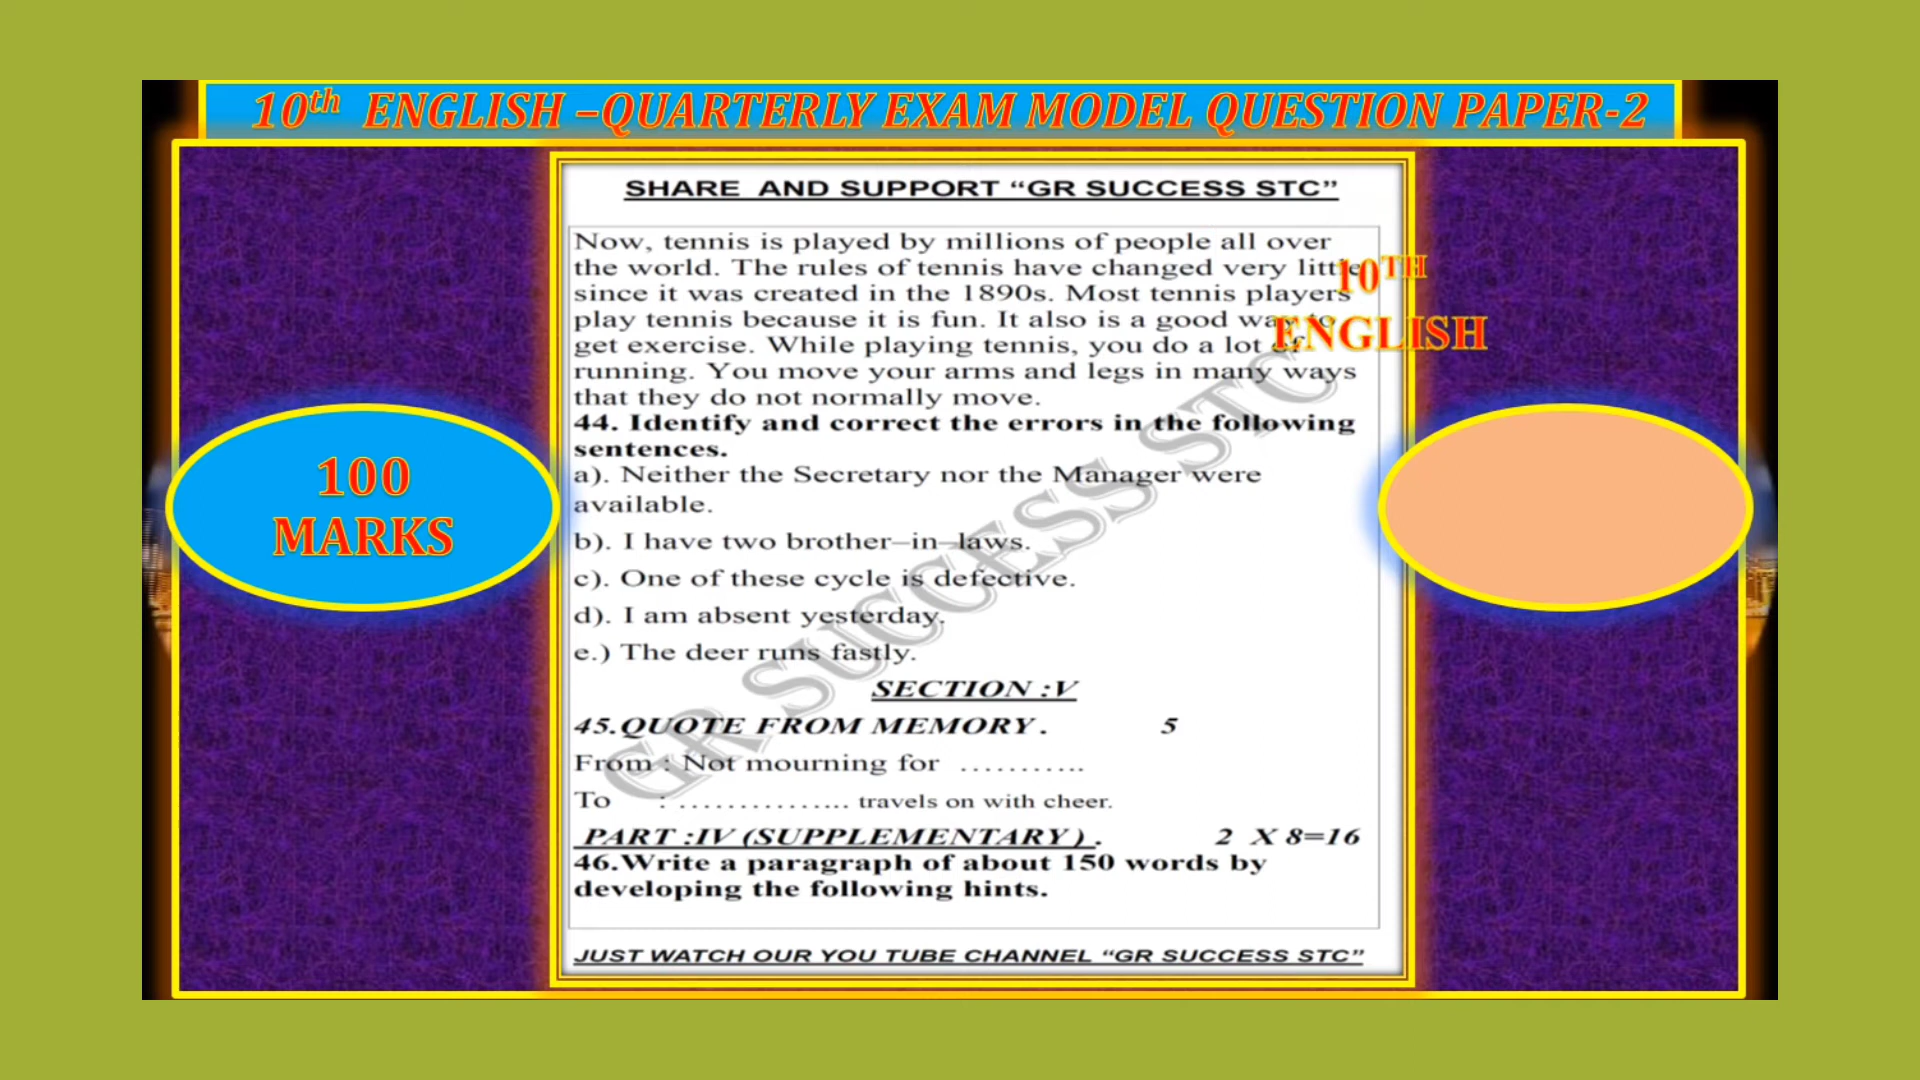 10th ENGLISH –QUARTERLY EXAM MODEL QUESTION PAPER-2
SHARE AND SUPPORT “GR SUCCESS STC”
Now, tennis is played by millions of people all over
the world. The rules of tennis have changed very little
since it was created in the 1890s. Most tennis players
play tennis because it is fun. It also is a good way to
get exercise. While playing tennis, you do a lot of
running. You move your arms and legs in many ways
that they do not normally move.
44. Identify and correct the errors in the following
sentences.
a). Neither the Secretary nor the Manager were
available.
b). I have two brother–in–laws.
c). One of these cycle is defective.
d). I am absent yesterday.
e.) The deer runs fastly.
SECTION :V
45.QUOTE FROM MEMORY . 5
From : Not mourning for ………..
To : …………... travels on with cheer.
PART :IV (SUPPLEMENTARY ) . 2 X 8=16
46.Write a paragraph of about 150 words by
developing the following hints.
JUST WATCH OUR YOU TUBE CHANNEL “GR SUCCESS STC”
GR SUCCESS STC
10TH
ENGLISH
100
MARKS